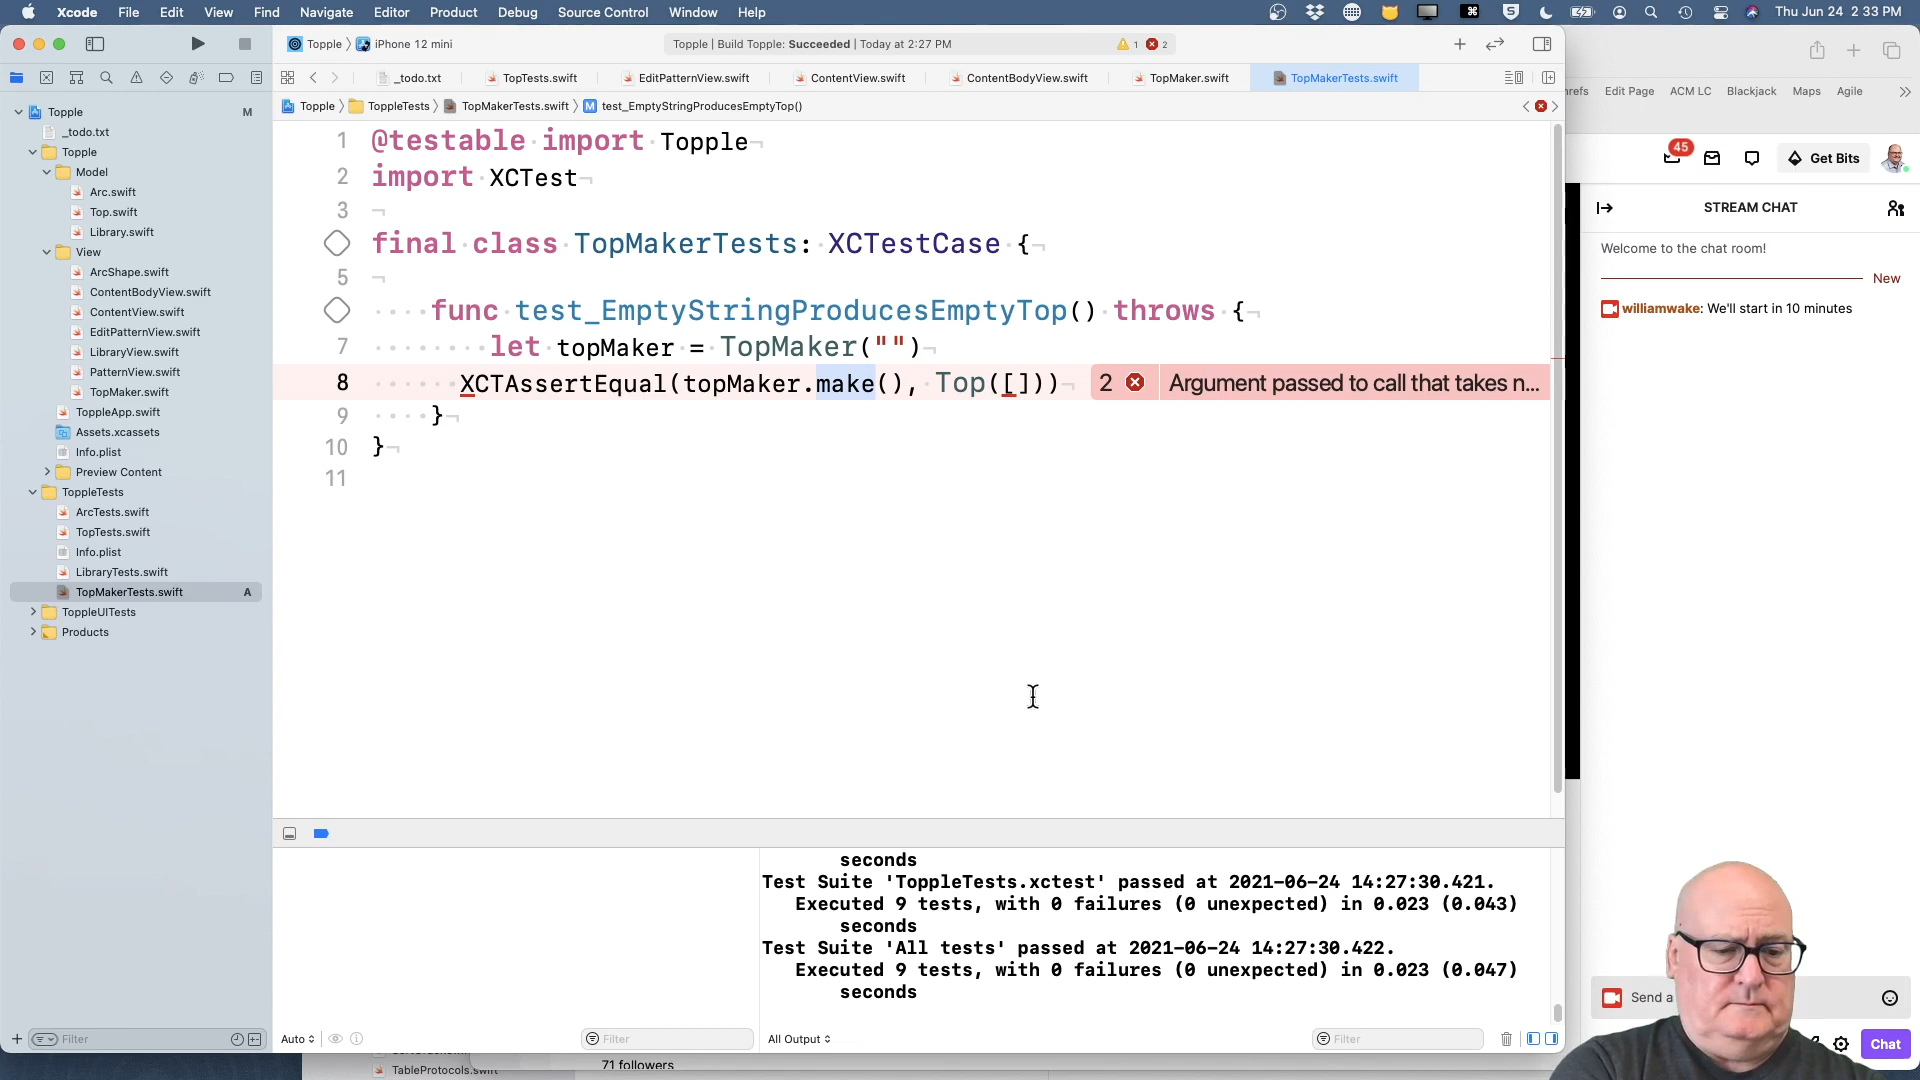 Xcode File Edit View Find Navigate Editor Product Debug Source Control Window Help
Thu Jun 24 2 33 PM
Topple iPhone 12 mini
Topple | Build Topple: Succeeded | Today at 2:27 PM
1 2
_todo.txt TopTests.swift EditPatternView.swift ContentView.swift ContentBodyView.swift TopMaker.swift TopMakerTests.swift
Topple ToppleTests TopMakerTests.swift M test_EmptyStringProducesEmptyTop()
Topple M
_todo.txt
Topple
Model
Arc.swift
Top.swift
Library.swift
View
ArcShape.swift
ContentBodyView.swift
ContentView.swift
EditPatternView.swift
LibraryView.swift
PatternView.swift
TopMaker.swift
ToppleApp.swift
Assets.xcassets
Info.plist
Preview Content
ToppleTests
ArcTests.swift
TopTests.swift
Info.plist
LibraryTests.swift
TopMakerTests.swift A
ToppleUITests
Products
Filter
1 @testable import Topple
2 import XCTest
3
final class TopMakerTests: XCTestCase {
5
func test_EmptyStringProducesEmptyTop() throws {
7 let topMaker = TopMaker("")
8 XCTAssertEqual(topMaker.make(), Top([])) 2 Argument passed to call that takes n...
9 }
10 }
11
seconds
Test Suite 'ToppleTests.xctest' passed at 2021-06-24 14:27:30.421.
Executed 9 tests, with 0 failures (0 unexpected) in 0.023 (0.043)
seconds
Test Suite 'All tests' passed at 2021-06-24 14:27:30.422.
Executed 9 tests, with 0 failures (0 unexpected) in 0.023 (0.047)
seconds
Auto Filter All Output Filter
TableProtocols.swift
71 followers
Edit Page ACM LC Blackjack Maps Agile
45 Get Bits
STREAM CHAT
Welcome to the chat room!
New
williamwake: We'll start in 10 minutes
Send a
Chat